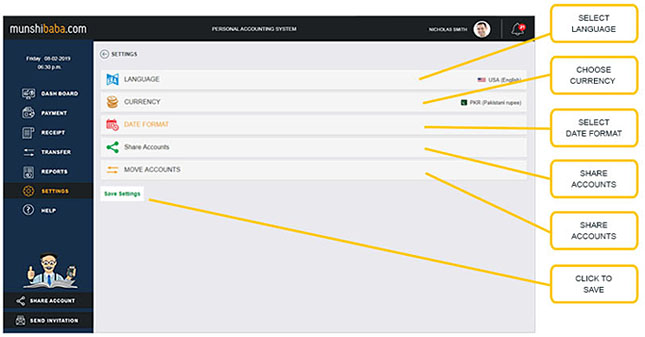 munshibaba.com
PERSONAL ACCOUNTING SYSTEM
NICHOLAS SMITH
Friday 08-02-2019
06:30 p.m.
DASH BOARD
PAYMENT
RECEIPT
TRANSFER
REPORTS
SETTINGS
HELP
SHARE ACCOUNT
SEND INVITATION
SETTINGS
LANGUAGE
USA (English)
CURRENCY
PKR (Pakistani rupee)
DATE FORMAT
Share Accounts
MOVE ACCOUNTS
Save Settings
SELECT
LANGUAGE
CHOOSE
CURRENCY
SELECT
DATE FORMAT
SHARE
ACCOUNTS
SHARE
ACCOUNTS
CLICK TO
SAVE